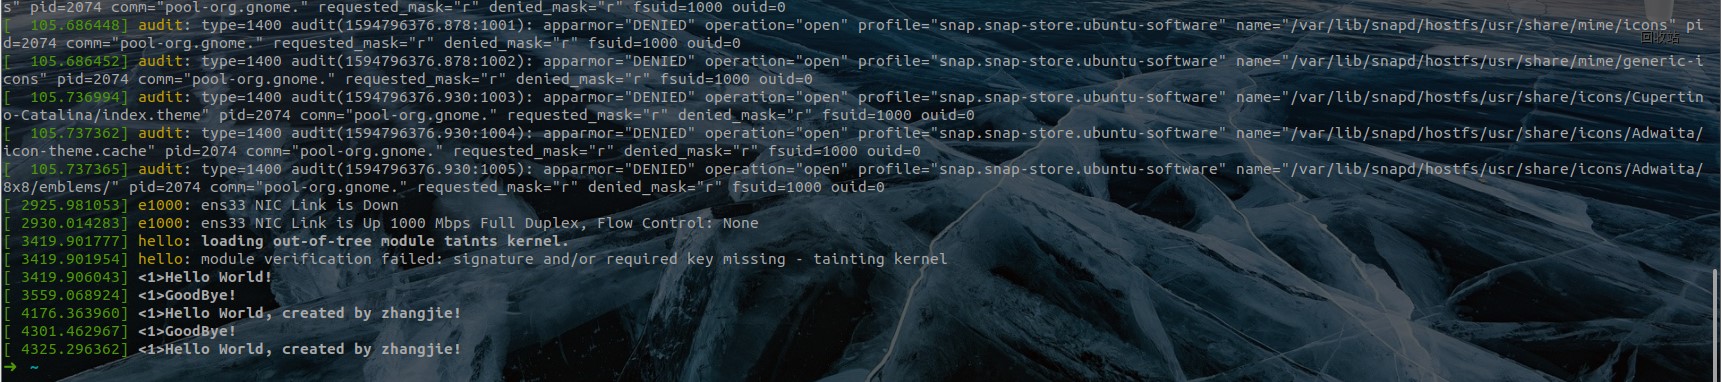 s" pid=2074 comm="pool-org.gnome." requested_mask="r" denied_mask="r" fsuid=1000 ouid=0
[  105.686448] audit: type=1400 audit(1594796376.878:1001): apparmor="DENIED" operation="open" profile="snap.snap-store.ubuntu-software" name="/var/lib/snapd/hostfs/usr/share/mime/icons" pi
d=2074 comm="pool-org.gnome." requested_mask="r" denied_mask="r" fsuid=1000 ouid=0
回收站
[  105.686452] audit: type=1400 audit(1594796376.878:1002): apparmor="DENIED" operation="open" profile="snap.snap-store.ubuntu-software" name="/var/lib/snapd/hostfs/usr/share/mime/generic-i
cons" pid=2074 comm="pool-org.gnome." requested_mask="r" denied_mask="r" fsuid=1000 ouid=0
[  105.736994] audit: type=1400 audit(1594796376.930:1003): apparmor="DENIED" operation="open" profile="snap.snap-store.ubuntu-software" name="/var/lib/snapd/hostfs/usr/share/icons/Cupertin
o-Catalina/index.theme" pid=2074 comm="pool-org.gnome." requested_mask="r" denied_mask="r" fsuid=1000 ouid=0
[  105.737362] audit: type=1400 audit(1594796376.930:1004): apparmor="DENIED" operation="open" profile="snap.snap-store.ubuntu-software" name="/var/lib/snapd/hostfs/usr/share/icons/Adwaita/
icon-theme.cache" pid=2074 comm="pool-org.gnome." requested_mask="r" denied_mask="r" fsuid=1000 ouid=0
[  105.737365] audit: type=1400 audit(1594796376.930:1005): apparmor="DENIED" operation="open" profile="snap.snap-store.ubuntu-software" name="/var/lib/snapd/hostfs/usr/share/icons/Adwaita/
8x8/emblems/" pid=2074 comm="pool-org.gnome." requested_mask="r" denied_mask="r" fsuid=1000 ouid=0
[ 2925.981053] e1000: ens33 NIC Link is Down
[ 2930.014283] e1000: ens33 NIC Link is Up 1000 Mbps Full Duplex, Flow Control: None
[ 3419.901777] hello: loading out-of-tree module taints kernel.
[ 3419.901954] hello: module verification failed: signature and/or required key missing - tainting kernel
[ 3419.906043] <1>Hello World!
[ 3559.068924] <1>GoodBye!
[ 4176.363960] <1>Hello World, created by zhangjie!
[ 4301.462967] <1>GoodBye!
[ 4325.296362] <1>Hello World, created by zhangjie!
➜  ~